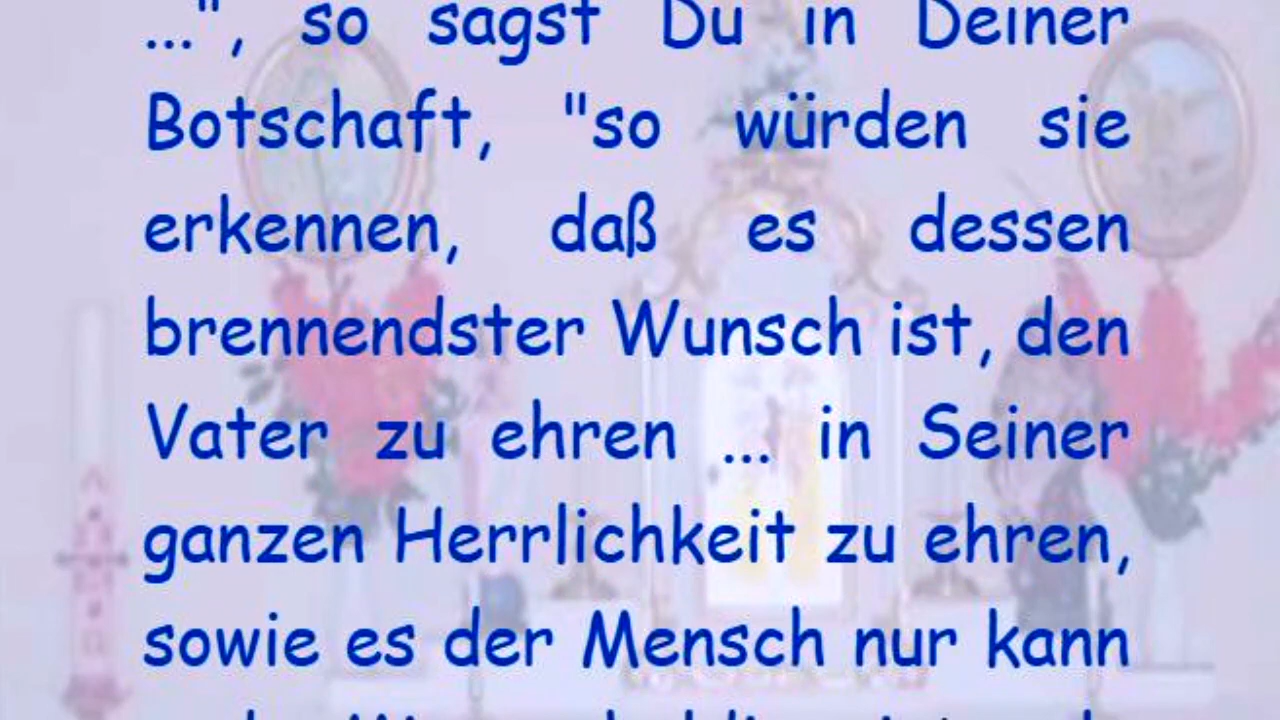 ...", so sagst Du in Deiner
Botschaft, "so würden sie
erkennen, daß es dessen
brennendster Wunsch ist, den
Vater zu ehren ... in Seiner
ganzen Herrlichkeit zu ehren,
sowie es der Mensch nur kann